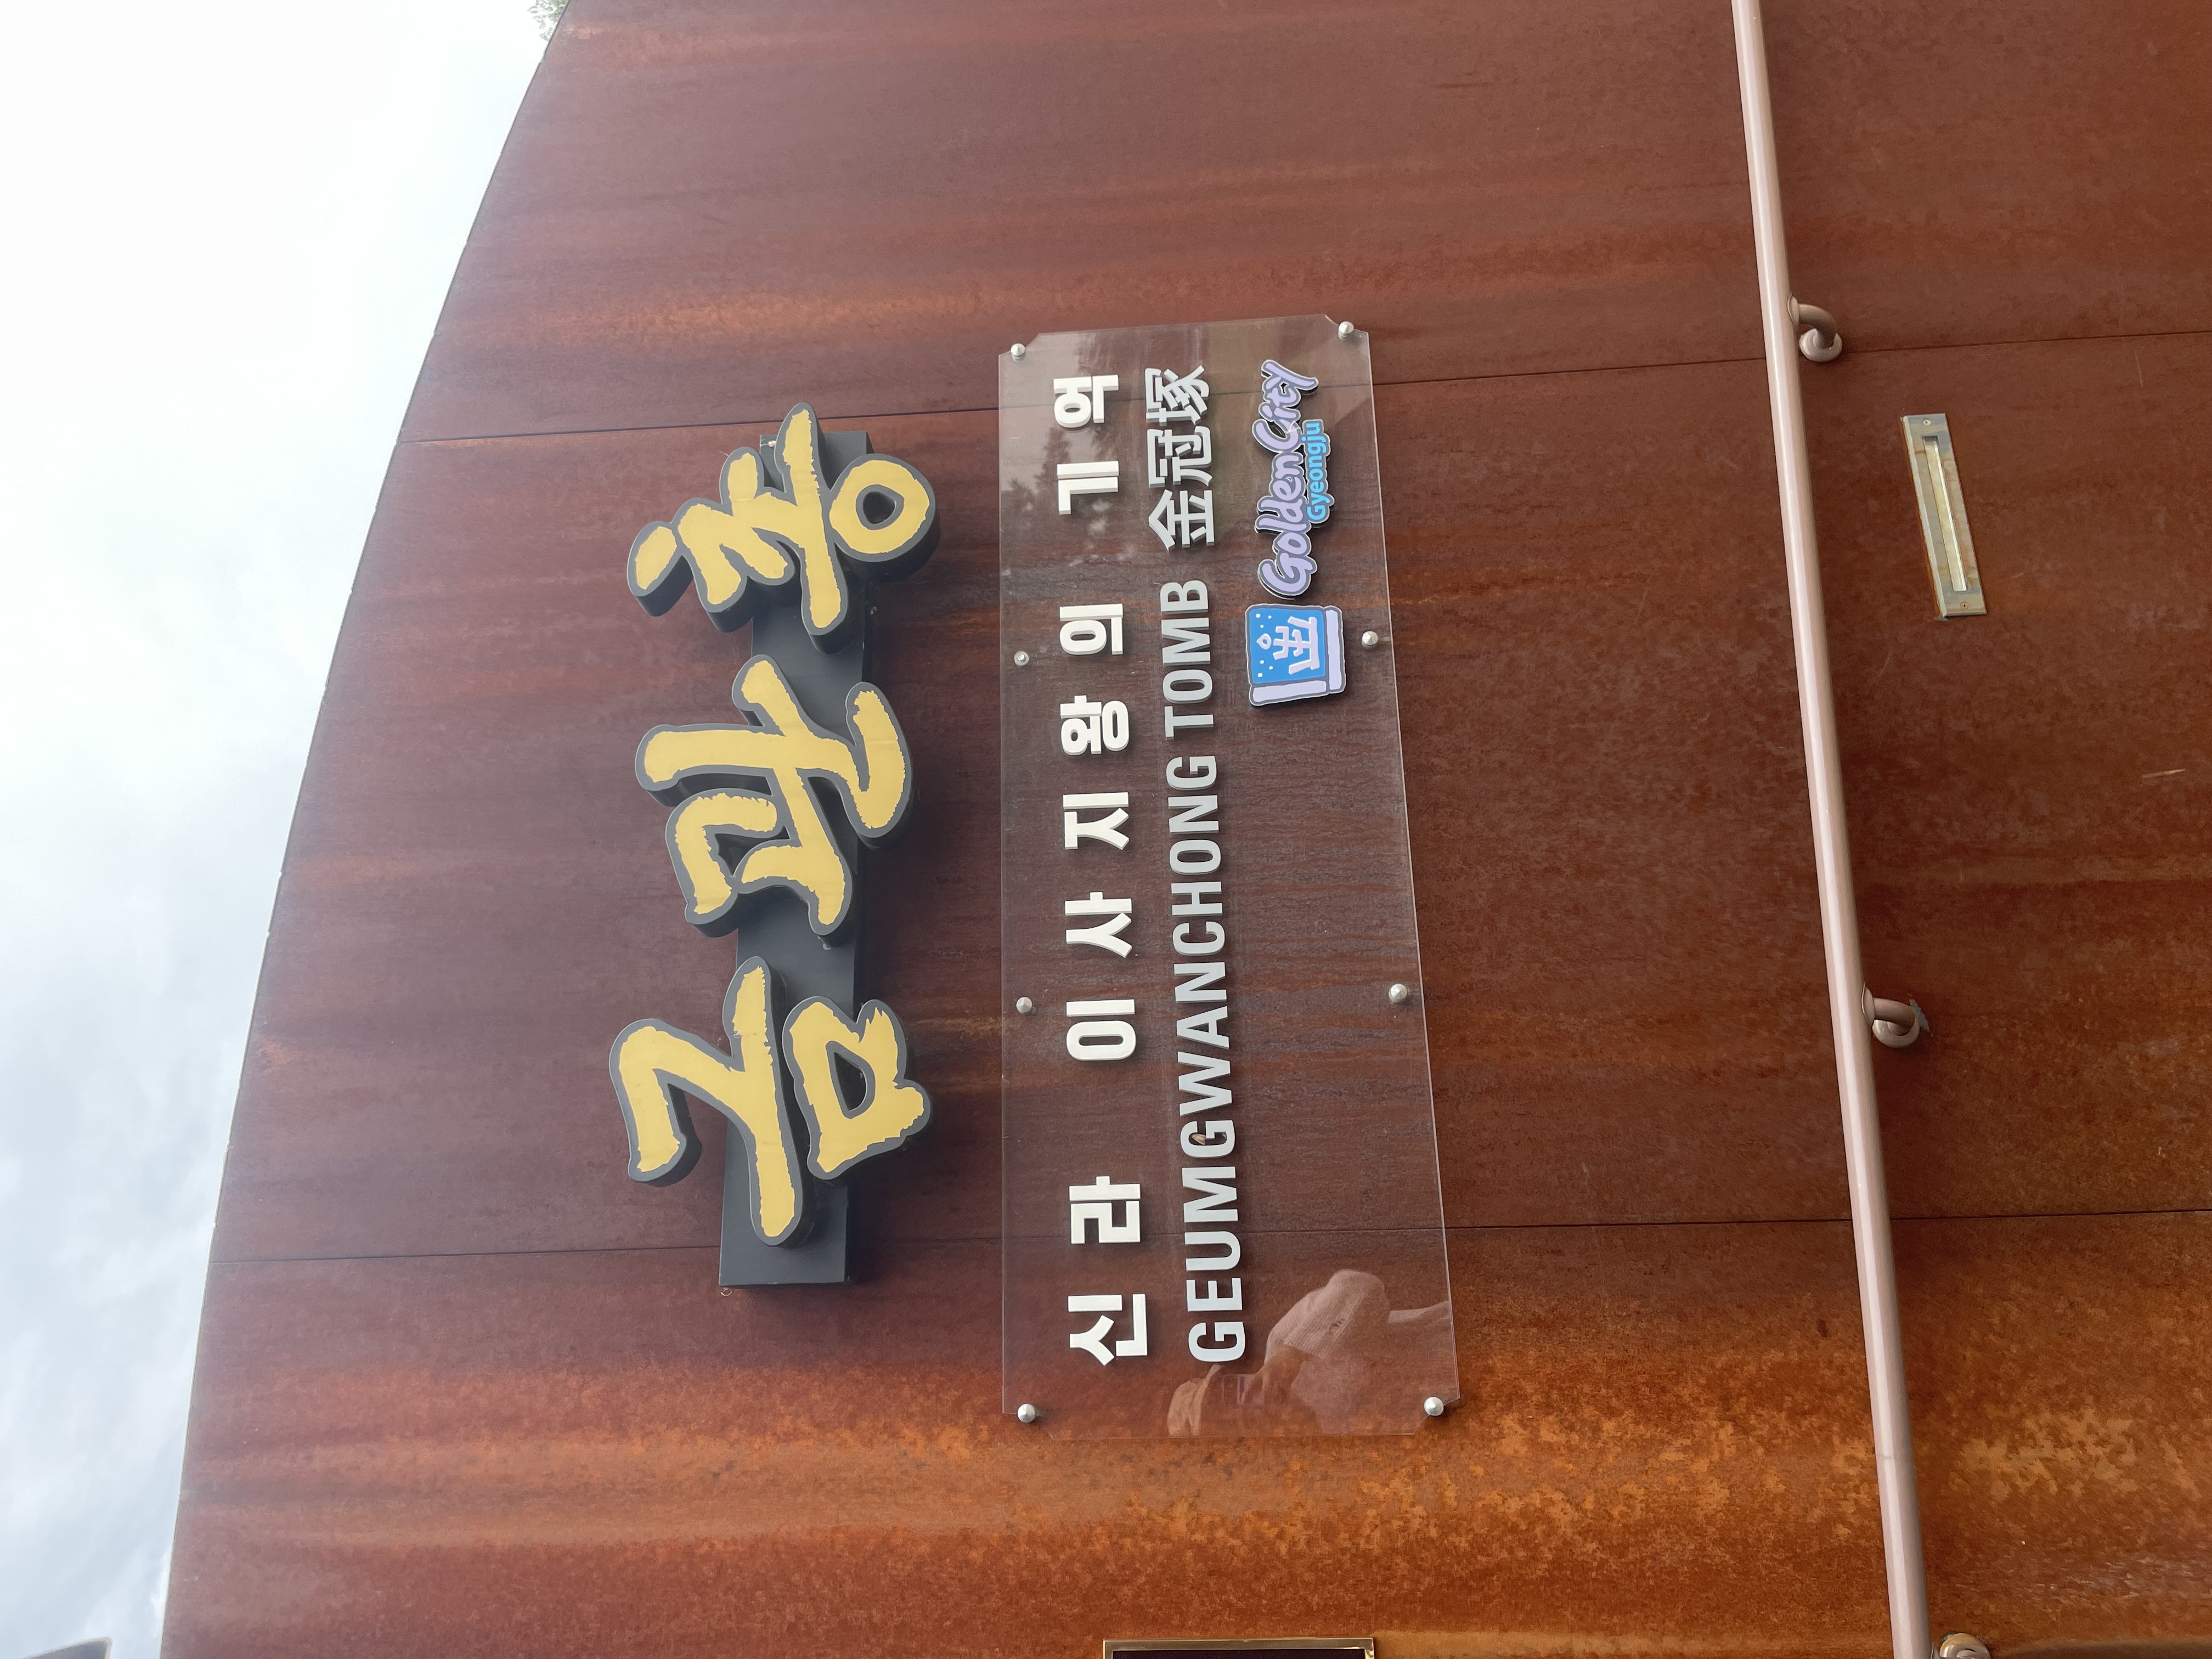 금관총
신라 이사지왕의 기억
GEUMGWANCHONG TOMB 金冠塚
Golden City
Gyeongju